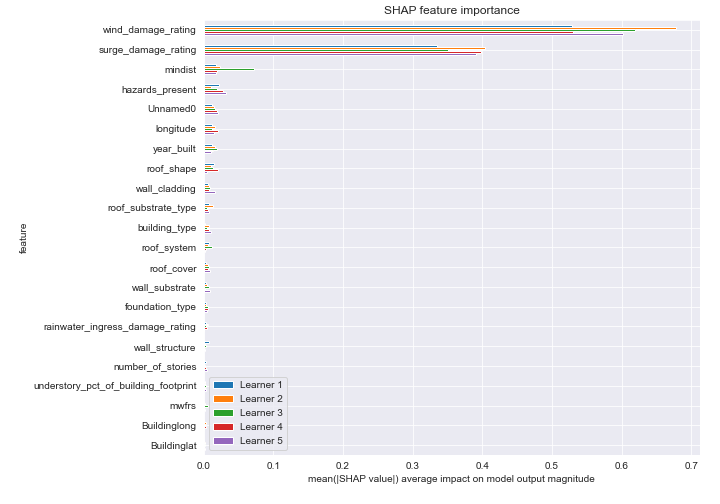 SHAP feature importance
wind_damage_rating
surge_damage_rating
mindist
hazards_present
Unnamed0
longitude
year_built
roof_shape
wall_cladding
roof_substrate_type
building_type
roof_system
roof_cover
wall_substrate
foundation_type
rainwater_ingress_damage_rating
wall_structure
number_of_stories
understory_pct_of_building_footprint
mwfrs
Buildinglong
Buildinglat
feature
Learner 1
Learner 2
Learner 3
Learner 4
Learner 5
0.0 0.1 0.2 0.3 0.4 0.5 0.6 0.7
mean(|SHAP value|) average impact on model output magnitude